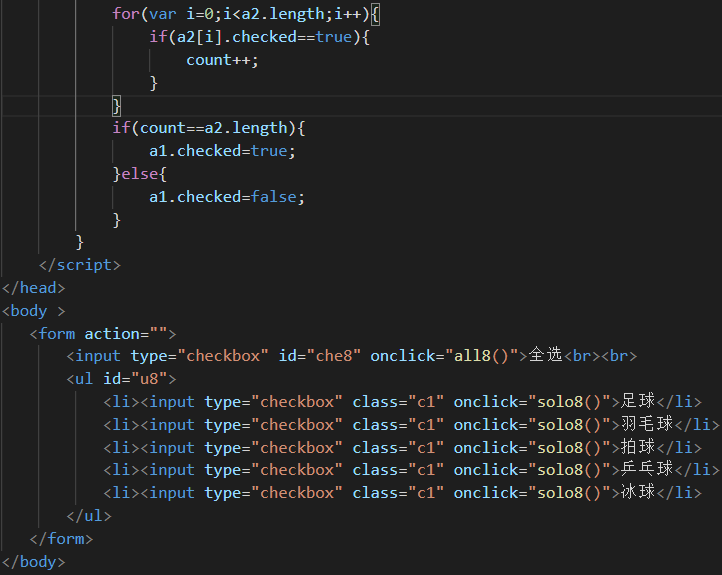 for(var i=0;i<a2.length;i++){
if(a2[i].checked==true){
count++;
}
}
if(count==a2.length){
a1.checked=true;
}else{
a1.checked=false;
}
}
</script>
</head>
<body >
<form action="">
<input type="checkbox" id="che8" onclick="all8()">全选<br><br>
<ul id="u8">
<li><input type="checkbox" class="c1" onclick="solo8()">足球</li>
<li><input type="checkbox" class="c1" onclick="solo8()">羽毛球</li>
<li><input type="checkbox" class="c1" onclick="solo8()">拍球</li>
<li><input type="checkbox" class="c1" onclick="solo8()">乒乓球</li>
<li><input type="checkbox" class="c1" onclick="solo8()">冰球</li>
</ul>
</form>
</body>